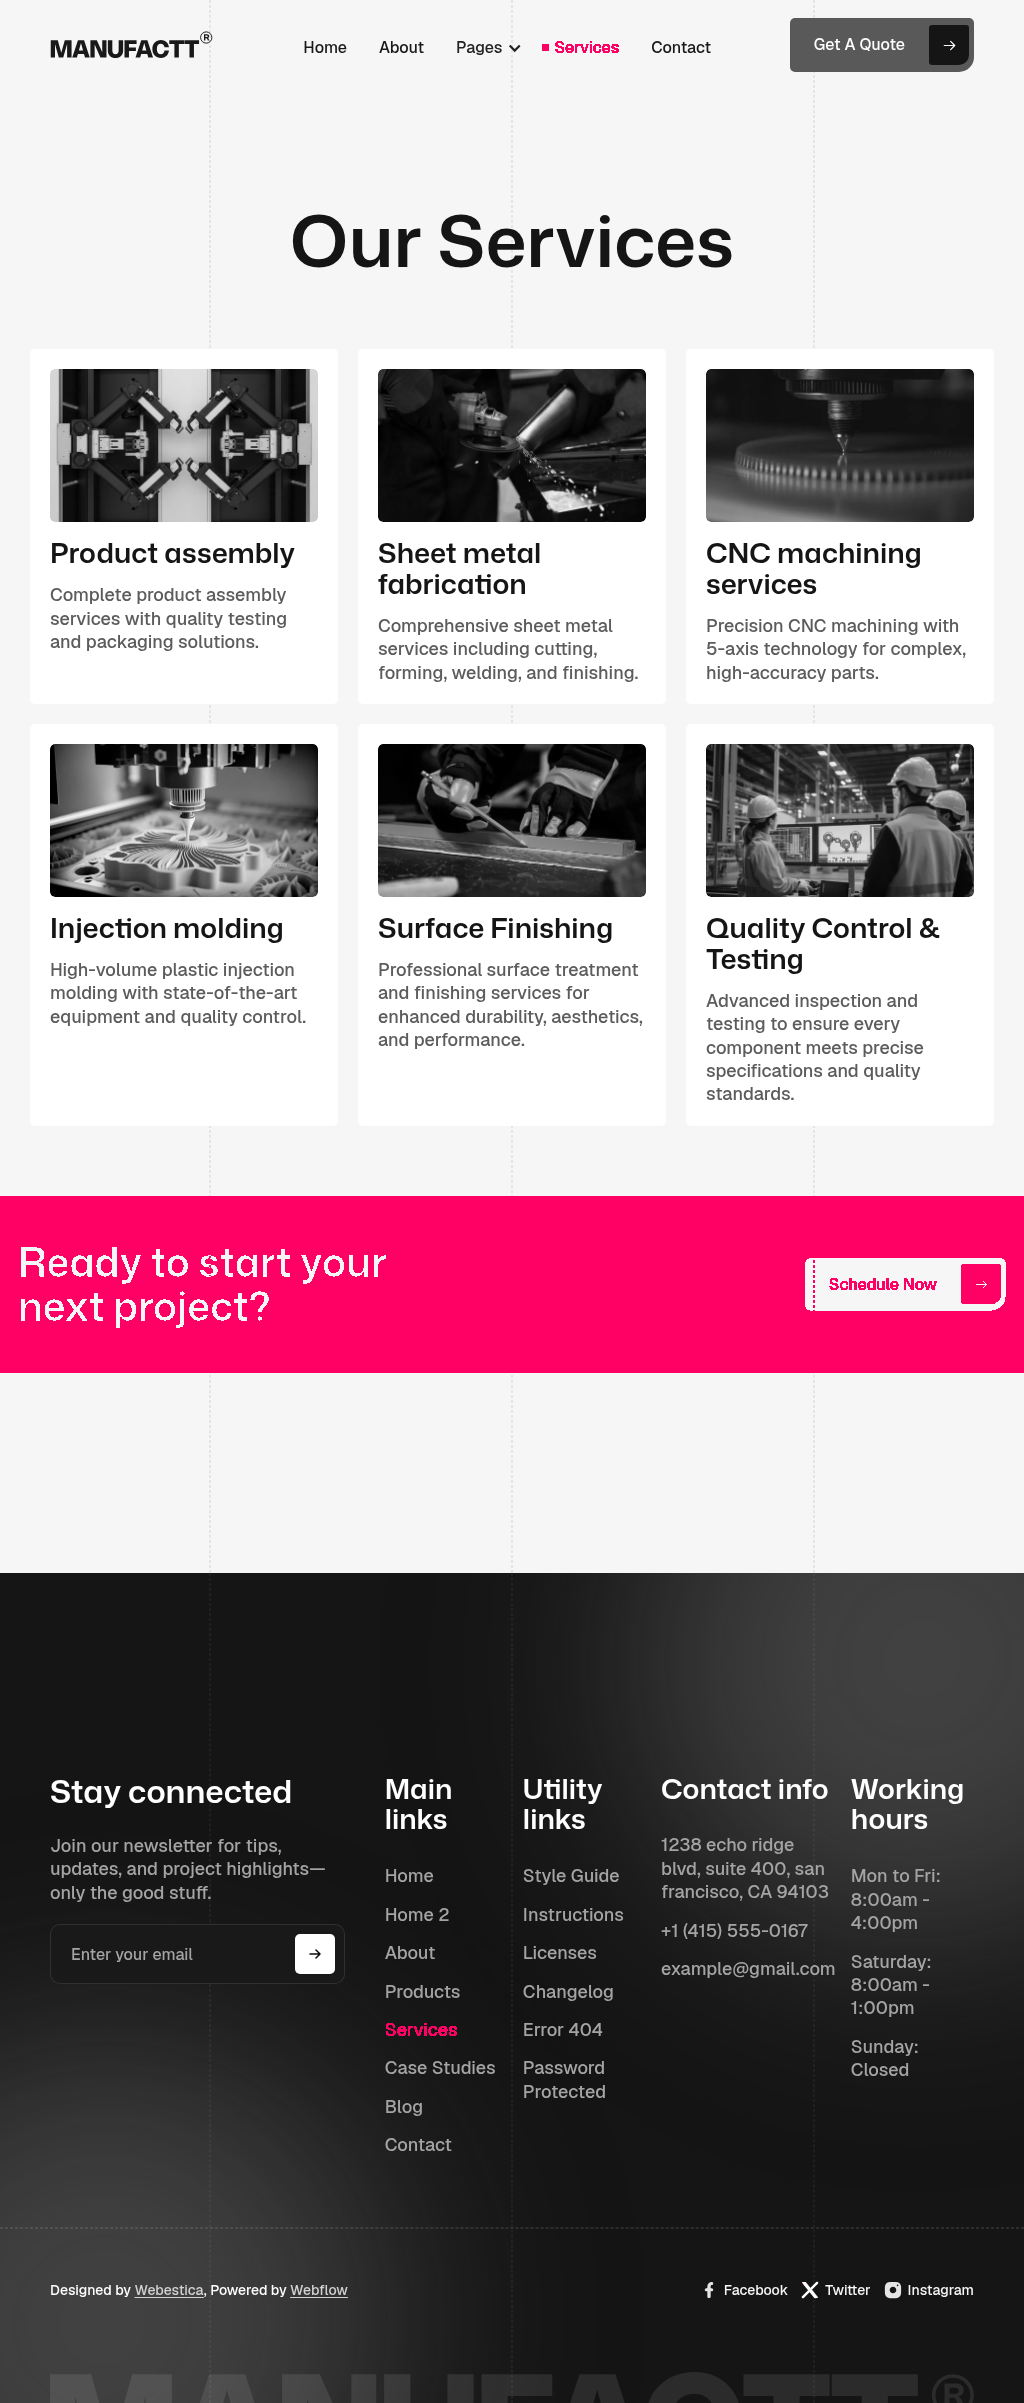 MANUFACTT®
Home
About
Pages
Services
Contact
Get A Quote
Our Services
Product assembly
Complete product assembly
services with quality testing
and packaging solutions.
Sheet metal
fabrication
Comprehensive sheet metal
services including cutting,
forming, welding, and finishing.
CNC machining
services
Precision CNC machining with
5-axis technology for complex,
high-accuracy parts.
Injection molding
High-volume plastic injection
molding with state-of-the-art
equipment and quality control.
Surface Finishing
Professional surface treatment
and finishing services for
enhanced durability, aesthetics,
and performance.
Quality Control &
Testing
Advanced inspection and
testing to ensure every
component meets precise
specifications and quality
standards.
Ready to start your
next project?
Schedule Now
Stay connected
Join our newsletter for tips,
updates, and project highlights—
only the good stuff.
Enter your email
Main
links
Home
Home 2
About
Products
Services
Case Studies
Blog
Contact
Utility
links
Style Guide
Instructions
Licenses
Changelog
Error 404
Password
Protected
Contact info
1238 echo ridge
blvd, suite 400, san
francisco, CA 94103
+1 (415) 555-0167
example@gmail.com
Working
hours
Mon to Fri:
8:00am -
4:00pm
Saturday:
8:00am -
1:00pm
Sunday:
Closed
Designed by Webestica, Powered by Webflow
Facebook
Twitter
Instagram
MANUFACTT®